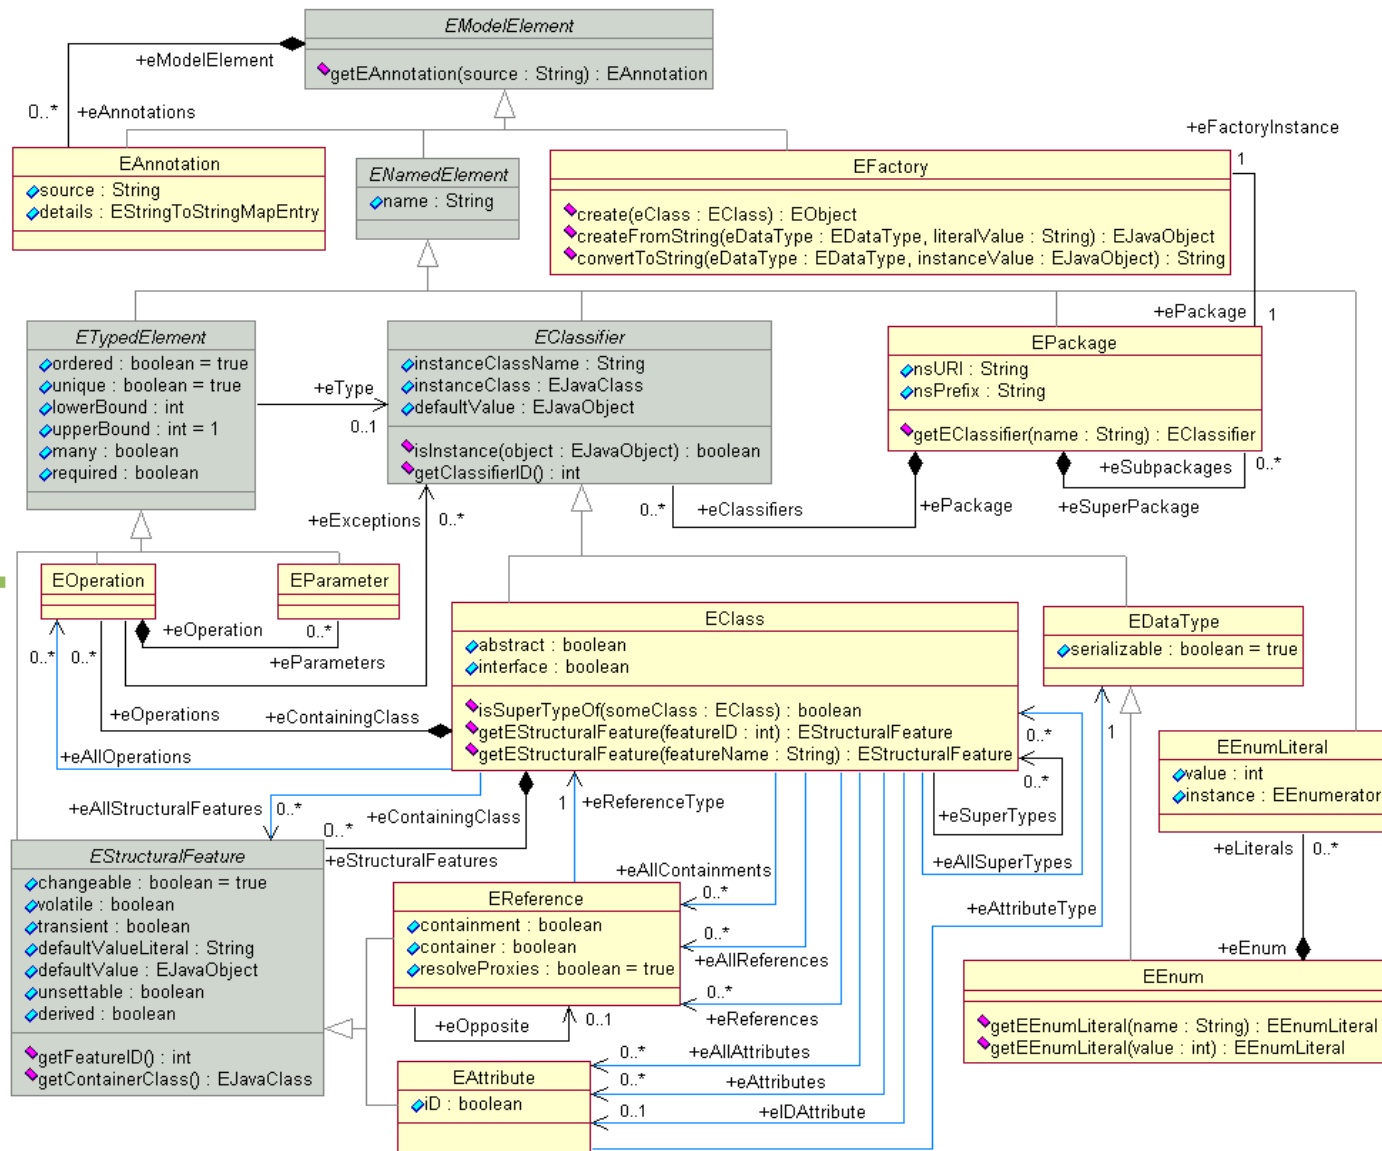 EModelElement
getEAnnotation(source : String) : EAnnotation
+eModelElement
0..*
+eAnnotations
EAnnotation
source : String
details : EStringToStringMapEntry
ENamedElement
name : String
+eFactoryInstance
1
EFactory
create(eClass : EClass) : EObject
createFromString(eDataType : EDataType, literalValue : String) : EJavaObject
convertToString(eDataType : EDataType, instanceValue : EJavaObject) : String
+ePackage
1
ETypedElement
ordered : boolean = true
unique : boolean = true
lowerBound : int
upperBound : int = 1
many : boolean
required : boolean
+eType
0..1
EClassifier
instanceClassName : String
instanceClass : EJavaClass
defaultValue : EJavaObject
isInstance(object : EJavaObject) : boolean
getClassifierID() : int
EPackage
nsURI : String
nsPrefix : String
getEClassifier(name : String) : EClassifier
+eSubpackages
0..*
+eSuperPackage
+ePackage
0..*
+eClassifiers
+eExceptions
0..*
EOperation
EParameter
+eOperation
0..*
+eParameters
0..*
0..*
+eOperations
+eContainingClass
+eAllOperations
EClass
abstract : boolean
interface : boolean
isSuperTypeOf(someClass : EClass) : boolean
getEStructuralFeature(featureID : int) : EStructuralFeature
getEStructuralFeature(featureName : String) : EStructuralFeature
0..*
0..*
+eSuperTypes
+eAllSuperTypes
EDataType
serializable : boolean = true
1
EEnumLiteral
value : int
instance : EEnumerator
+eLiterals
0..*
+eEnum
+eAttributeType
EEnum
getEEnumLiteral(name : String) : EEnumLiteral
getEEnumLiteral(value : int) : EEnumLiteral
+eAllStructuralFeatures
0..*
0..*
+eContainingClass
+eStructuralFeatures
1
+eReferenceType
EStructuralFeature
changeable : boolean = true
volatile : boolean
transient : boolean
defaultValueLiteral : String
defaultValue : EJavaObject
unsettable : boolean
derived : boolean
getFeatureID() : int
getContainerClass() : EJavaClass
+eAllContainments
0..*
EReference
containment : boolean
container : boolean
resolveProxies : boolean = true
0..*
+eAllReferences
0..*
+eReferences
+eOpposite
0..1
0..*
+eAllAttributes
0..*
+eAttributes
0..1
+eIDAttribute
EAttribute
iD : boolean